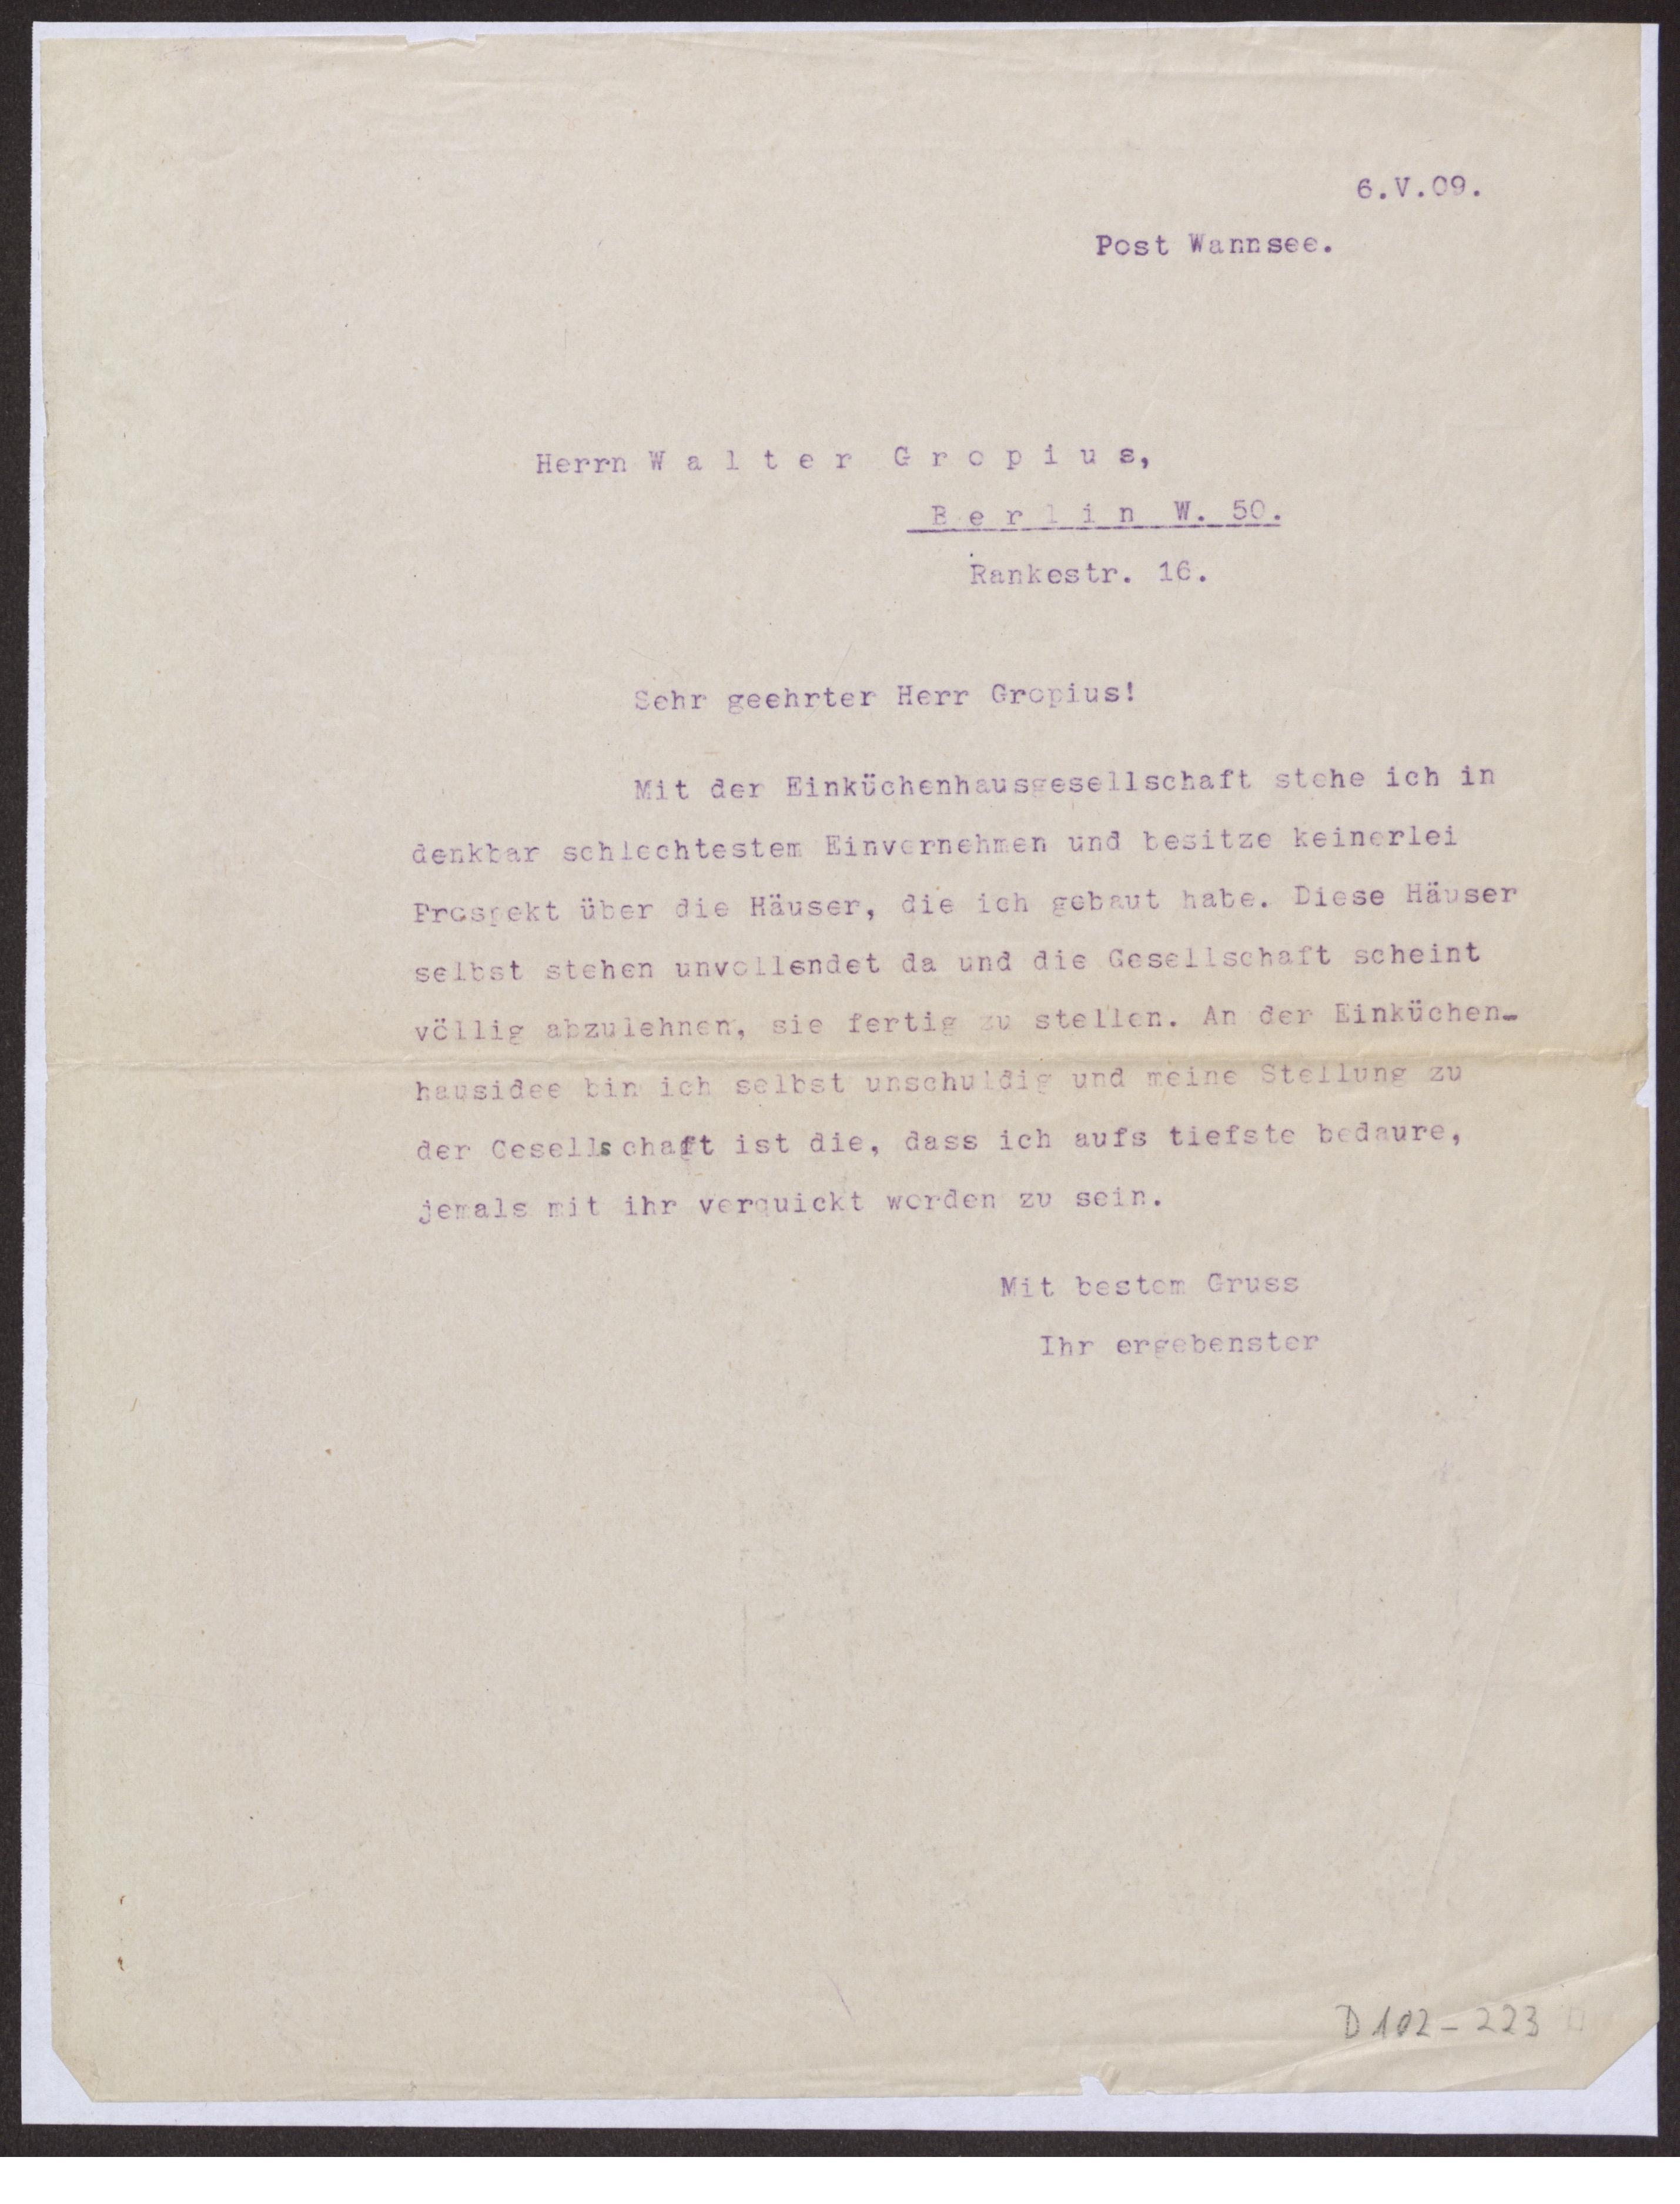 6.V.09.
Post Wannsee.
Herrn W a l t e r G r o p i u s,
B e r l i n W. 50.
Rankestr. 16.
Sehr geehrter Herr Gropius!
Mit der Einküchenhausgesellschaft stehe ich in
denkbar schlechtestem Einvernehmen und besitze keinerlei
Prospekt über die Häuser, die ich gebaut habe. Diese Häuser
selbst stehen unvollendet da und die Gesellschaft scheint
völlig abzulehnen, sie fertig zu stellen. An der Einküchen-
hausidee bin ich selbst unschuldig und meine Stellung zu
der Gesellschaft ist die, dass ich aufs tiefste bedaure,
jemals mit ihr verquickt worden zu sein.
Mit bestem Gruss
Ihr ergebenster
D 102-223